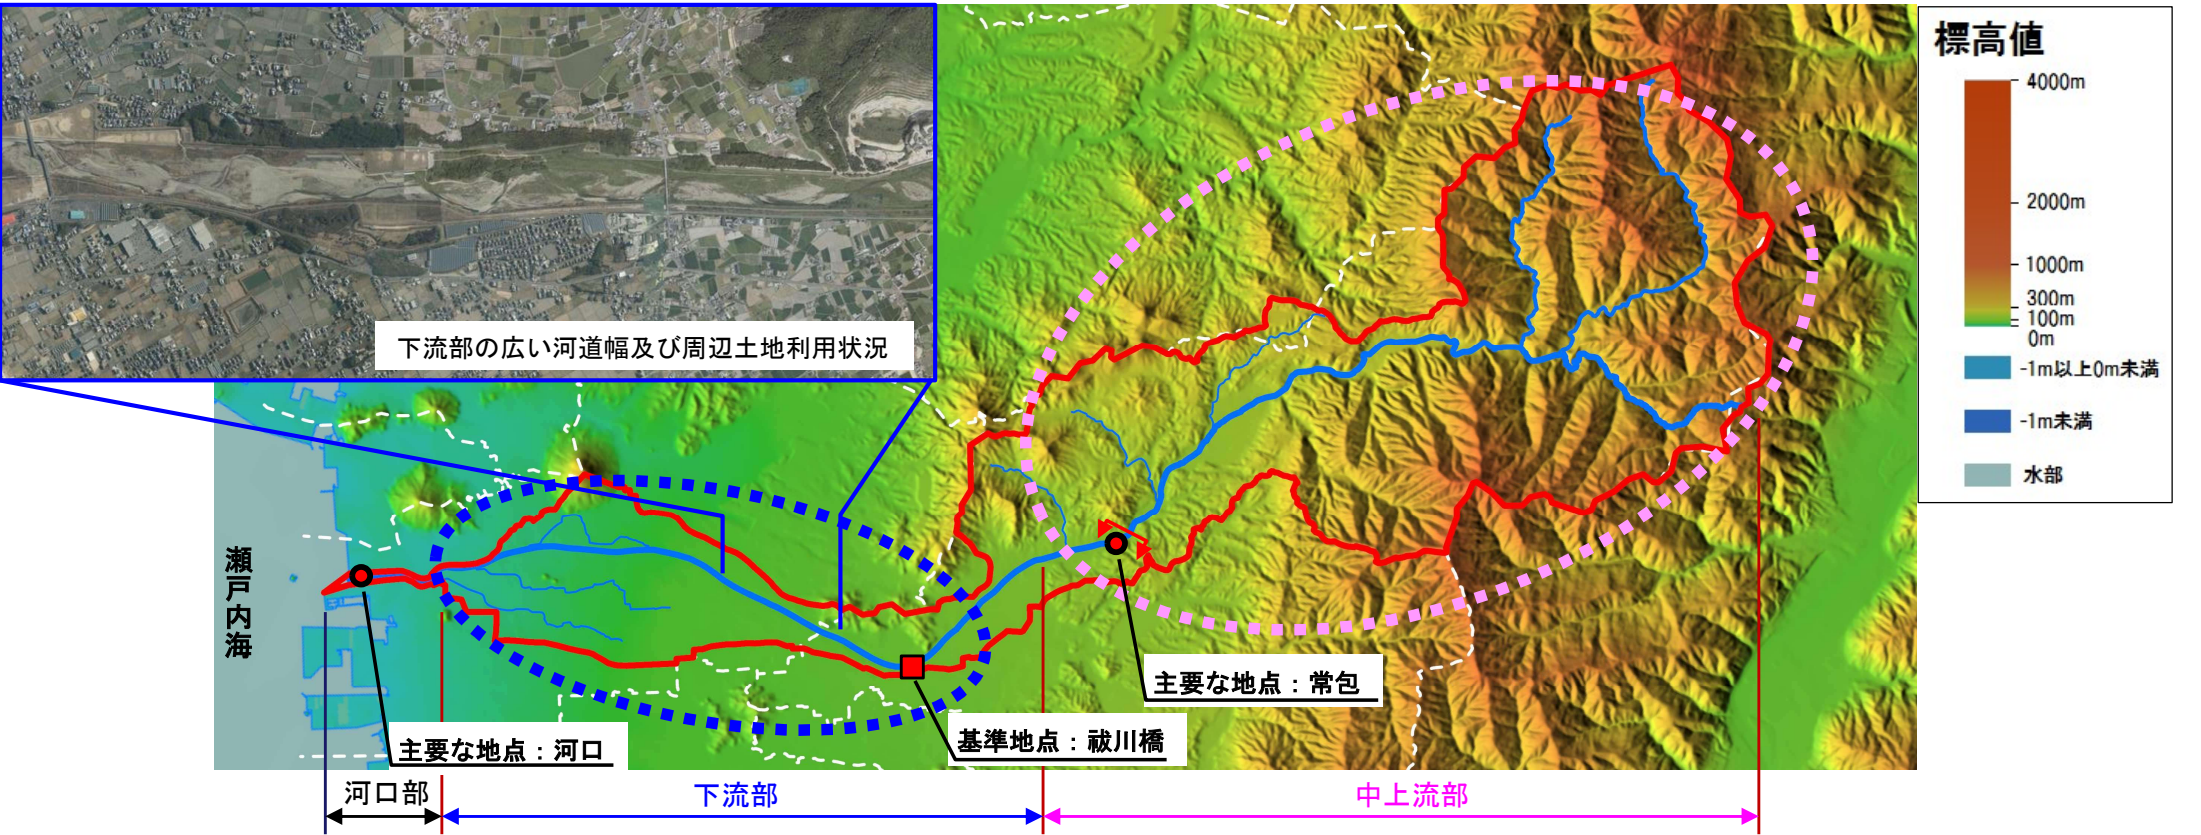 下流部の広い河道幅及び周辺土地利用状況
標高値
4000m
2000m
1000m
300m
100m
0m
-1m以上0m未満
-1m未満
水部
瀬戸内海
主要な地点：常包
基準地点：祓川橋
主要な地点：河口
河口部
下流部
中上流部